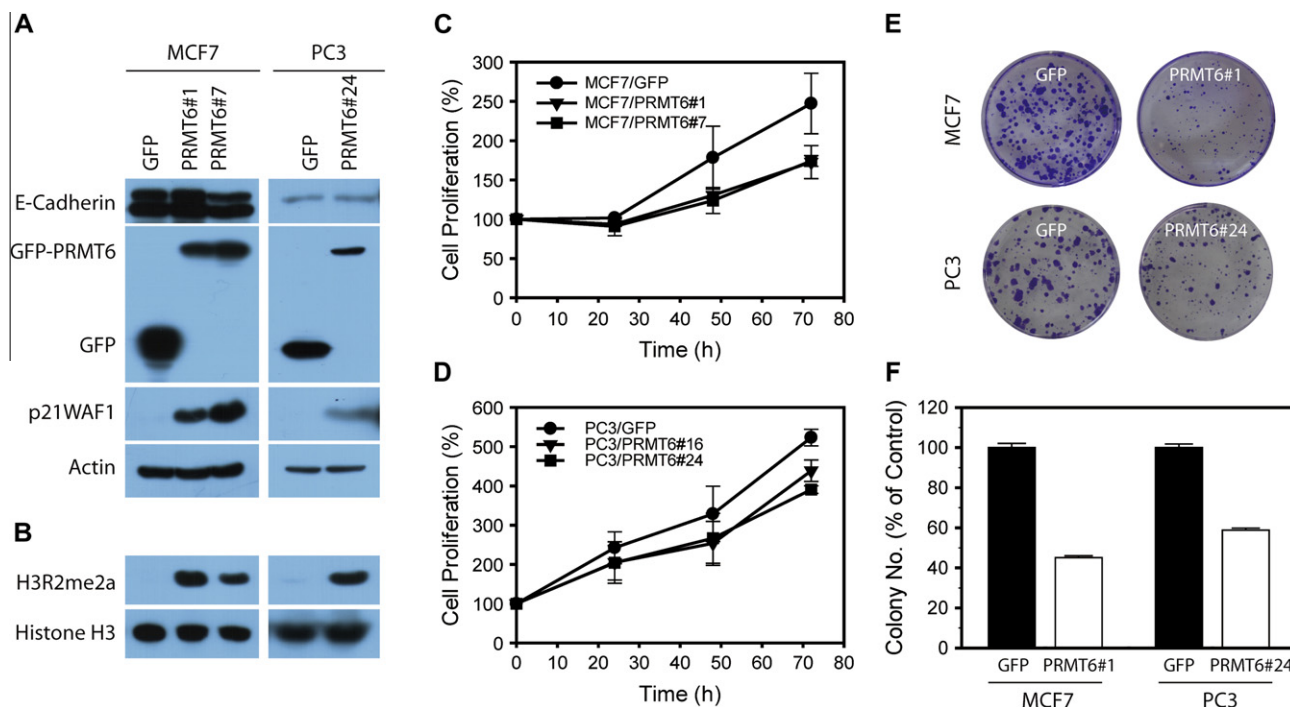 A
MCF7
PC3
GFP
PRMT6#1
PRMT6#7
GFP
PRMT6#24
E-Cadherin
GFP-PRMT6
GFP
p21WAF1
Actin
B
H3R2me2a
Histone H3
C
Cell Proliferation (%)
300
250
200
150
100
50
0
MCF7/GFP
MCF7/PRMT6#1
MCF7/PRMT6#7
0 10 20 30 40 50 60 70 80
Time (h)
D
Cell Proliferation (%)
600
500
400
300
200
100
0
PC3/GFP
PC3/PRMT6#16
PC3/PRMT6#24
0 10 20 30 40 50 60 70 80
Time (h)
E
MCF7
GFP
PRMT6#1
PC3
GFP
PRMT6#24
F
Colony No. (% of Control)
120
100
80
60
40
20
0
GFP PRMT6#1 GFP PRMT6#24
MCF7 PC3